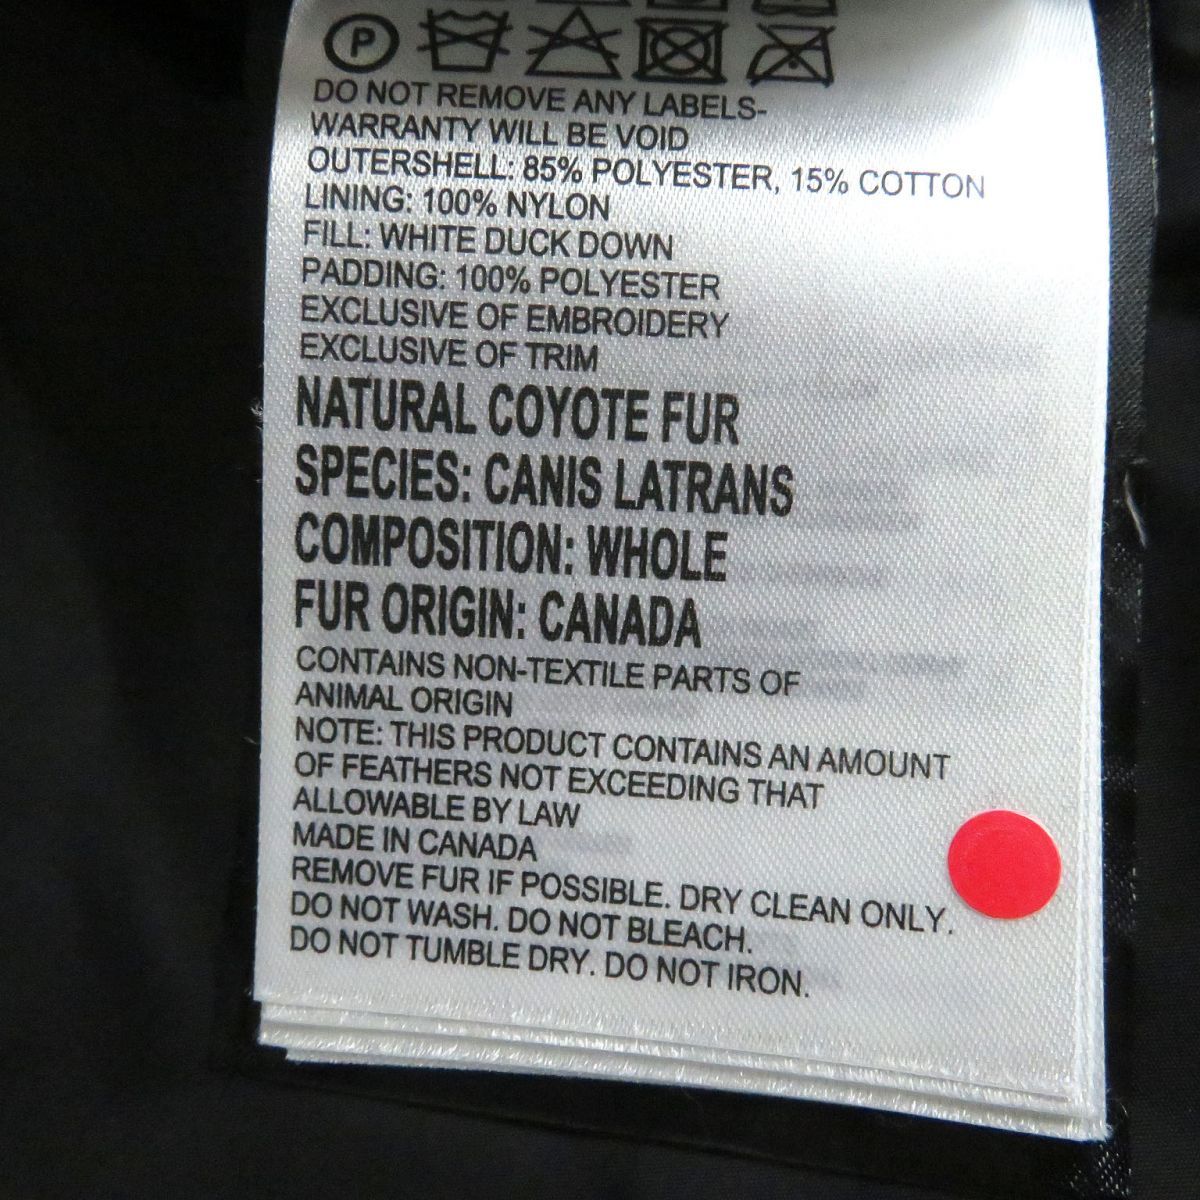 P
DO NOT REMOVE ANY LABELS-
WARRANTY WILL BE VOID
OUTERSHELL: 85% POLYESTER, 15% COTTON
LINING: 100% NYLON
FILL: WHITE DUCK DOWN
PADDING: 100% POLYESTER
EXCLUSIVE OF EMBROIDERY
EXCLUSIVE OF TRIM
NATURAL COYOTE FUR
SPECIES: CANIS LATRANS
COMPOSITION: WHOLE
FUR ORIGIN: CANADA
CONTAINS NON-TEXTILE PARTS OF
ANIMAL ORIGIN
NOTE: THIS PRODUCT CONTAINS AN AMOUNT
OF FEATHERS NOT EXCEEDING THAT
ALLOWABLE BY LAW
MADE IN CANADA
REMOVE FUR IF POSSIBLE. DRY CLEAN ONLY.
DO NOT WASH. DO NOT BLEACH.
DO NOT TUMBLE DRY. DO NOT IRON.